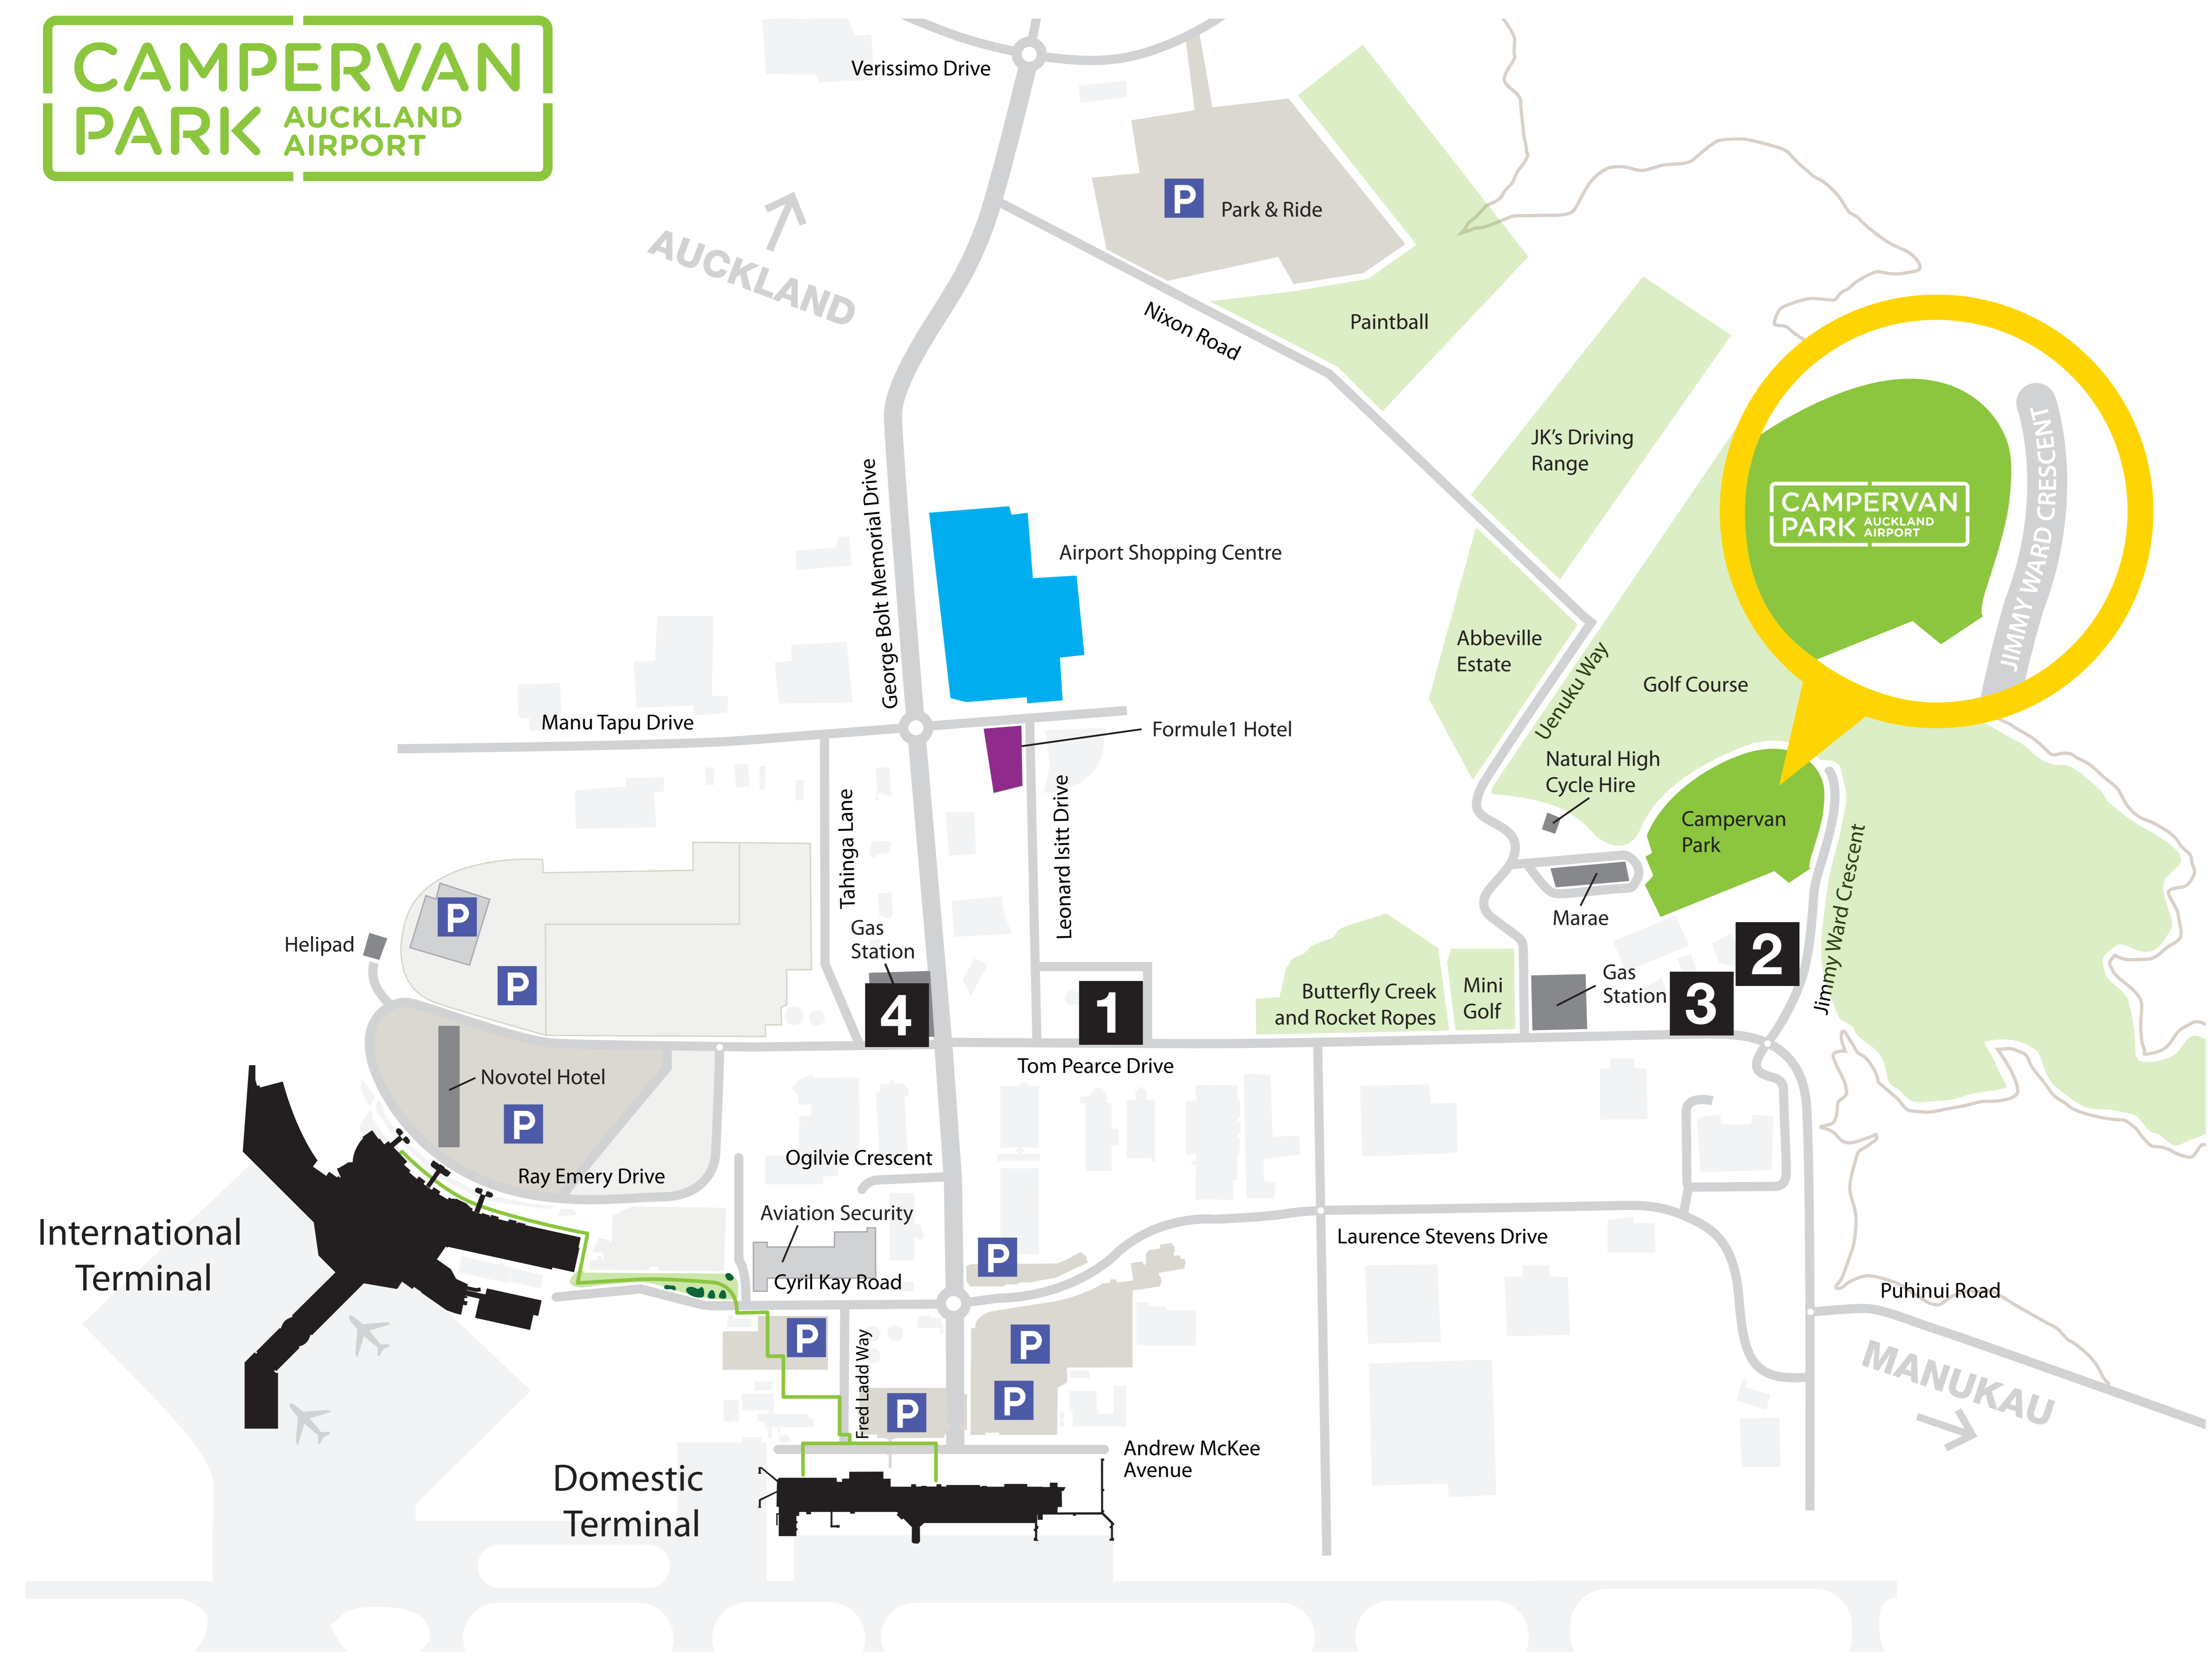 CAMPERVAN
PARK AUCKLAND
AIRPORT
Verissimo Drive
AUCKLAND
P
Park & Ride
Paintball
Nixon Road
JK's Driving
Range
CAMPERVAN
PARK AUCKLAND
AIRPORT
JIMMY WARD CRESCENT
George Bolt Memorial Drive
Airport Shopping Centre
Abbeville
Estate
Uenuku Way
Golf Course
Manu Tapu Drive
Formule1 Hotel
Natural High
Cycle Hire
Campervan
Park
Tahinga Lane
Leonard Isitt Drive
Jimmy Ward Crescent
Marae
P
Helipad
Gas
Station
P
4
1
Butterfly Creek
and Rocket Ropes
Mini
Golf
Gas
Station
3
2
Novotel Hotel
P
Tom Pearce Drive
Ray Emery Drive
Ogilvie Crescent
Aviation Security
Cyril Kay Road
P
Laurence Stevens Drive
International
Terminal
Puhinui Road
MANUKAU
P
Fred Ladd Way
P
P
P
Andrew McKee
Avenue
Domestic
Terminal